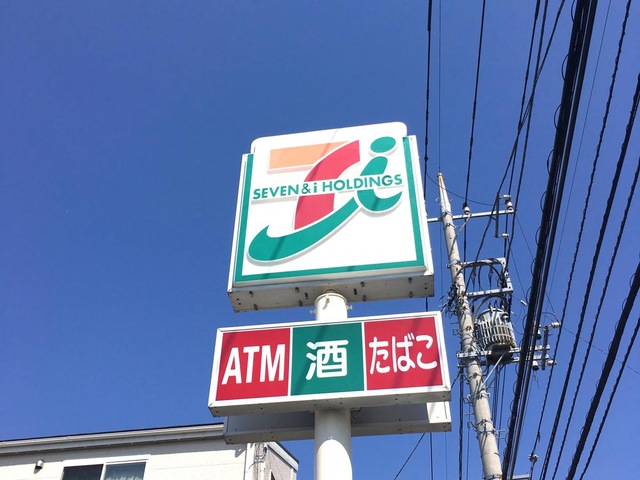 SEVEN & i HOLDINGS
ATM 酒 たばこ